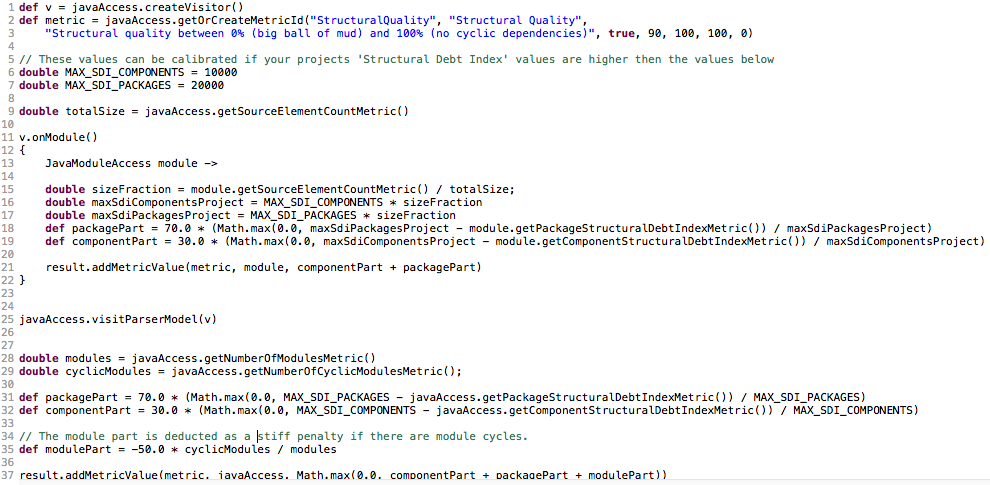 1 def v = javaAccess.createVisitor()
2 def metric = javaAccess.getOrCreateMetricId("StructuralQuality", "Structural Quality",
3     "Structural quality between 0% (big ball of mud) and 100% (no cyclic dependencies)", true, 90, 100, 100, 0)
4
5 // These values can be calibrated if your projects 'Structural Debt Index' values are higher then the values below
6 double MAX_SDI_COMPONENTS = 10000
7 double MAX_SDI_PACKAGES = 20000
8
9 double totalSize = javaAccess.getSourceElementCountMetric()
10
11 v.onModule()
12 {
13     JavaModuleAccess module ->
14
15     double sizeFraction = module.getSourceElementCountMetric() / totalSize;
16     double maxSdiComponentsProject = MAX_SDI_COMPONENTS * sizeFraction
17     double maxSdiPackagesProject = MAX_SDI_PACKAGES * sizeFraction
18     def packagePart = 70.0 * (Math.max(0.0, maxSdiPackagesProject - module.getPackageStructuralDebtIndexMetric()) / maxSdiPackagesProject)
19     def componentPart = 30.0 * (Math.max(0.0, maxSdiComponentsProject - module.getComponentStructuralDebtIndexMetric()) / maxSdiComponentsProject)
20
21     result.addMetricValue(metric, module, componentPart + packagePart)
22 }
23
24
25 javaAccess.visitParserModel(v)
26
27
28 double modules = javaAccess.getNumberOfModulesMetric()
29 double cyclicModules = javaAccess.getNumberOfCyclicModulesMetric();
30
31 def packagePart = 70.0 * (Math.max(0.0, MAX_SDI_PACKAGES - javaAccess.getPackageStructuralDebtIndexMetric()) / MAX_SDI_PACKAGES)
32 def componentPart = 30.0 * (Math.max(0.0, MAX_SDI_COMPONENTS - javaAccess.getComponentStructuralDebtIndexMetric()) / MAX_SDI_COMPONENTS)
33
34 // The module part is deducted as a stiff penalty if there are module cycles.
35 def modulePart = -50.0 * cyclicModules / modules
36
37 result.addMetricValue(metric, javaAccess, Math.max(0.0, componentPart + packagePart + modulePart))